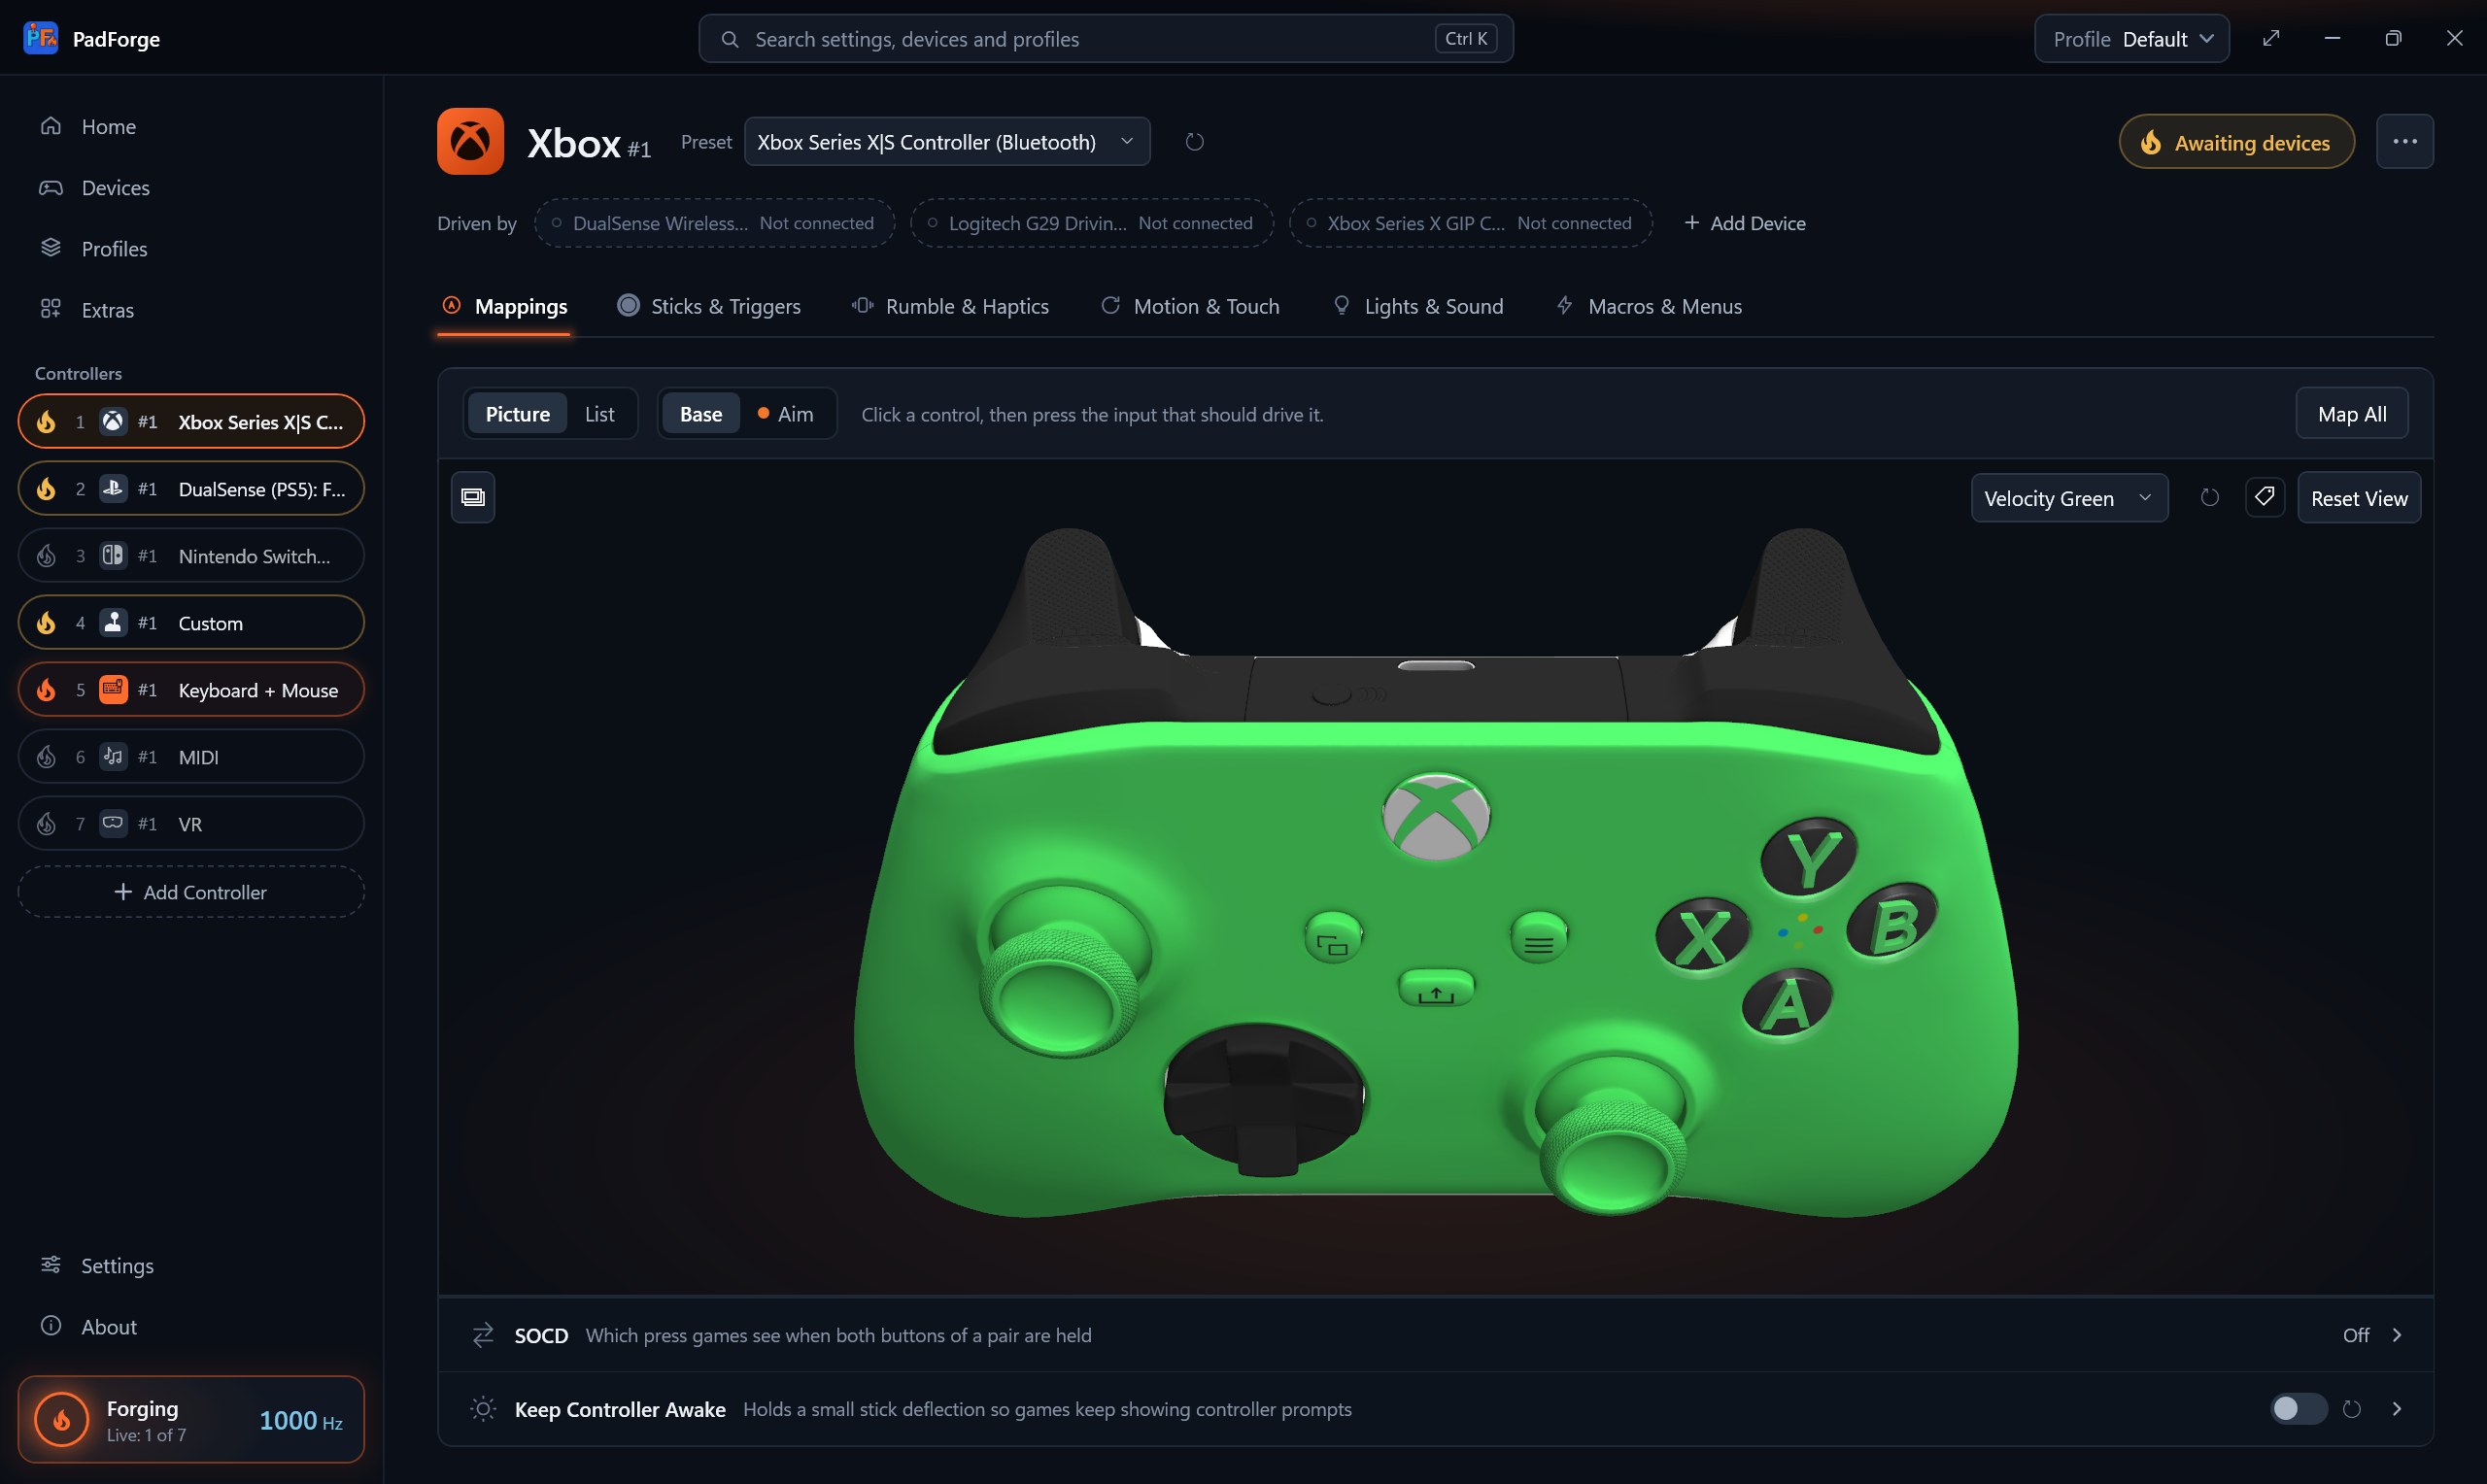 PadForge
Search settings, devices and profiles
Ctrl K
Profile Default
Home
Devices
Profiles
Extras
Controllers
1 #1 Xbox Series X|S C...
2 #1 DualSense (PS5): F...
3 #1 Nintendo Switch...
4 #1 Custom
5 #1 Keyboard + Mouse
6 #1 MIDI
7 #1 VR
Add Controller
Settings
About
Forging
Live: 1 of 7
1000 Hz
Xbox #1
Preset
Xbox Series X|S Controller (Bluetooth)
Awaiting devices
Driven by
DualSense Wireless... Not connected
Logitech G29 Drivin... Not connected
Xbox Series X GIP C... Not connected
Add Device
Mappings
Sticks & Triggers
Rumble & Haptics
Motion & Touch
Lights & Sound
Macros & Menus
Picture
List
Base
Aim
Click a control, then press the input that should drive it.
Map All
Velocity Green
Reset View
Y
X
B
A
SOCD Which press games see when both buttons of a pair are held
Off
Keep Controller Awake Holds a small stick deflection so games keep showing controller prompts